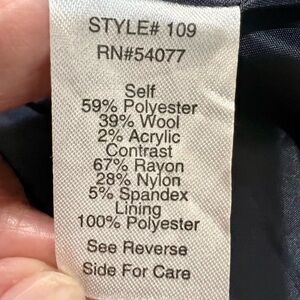 STYLE# 109
RN#54077
Self
59% Polyester
39% Wool
2% Acrylic
Contrast
67% Rayon
28% Nylon
5% Spandex
Lining
100% Polyester
See Reverse
Side For Care